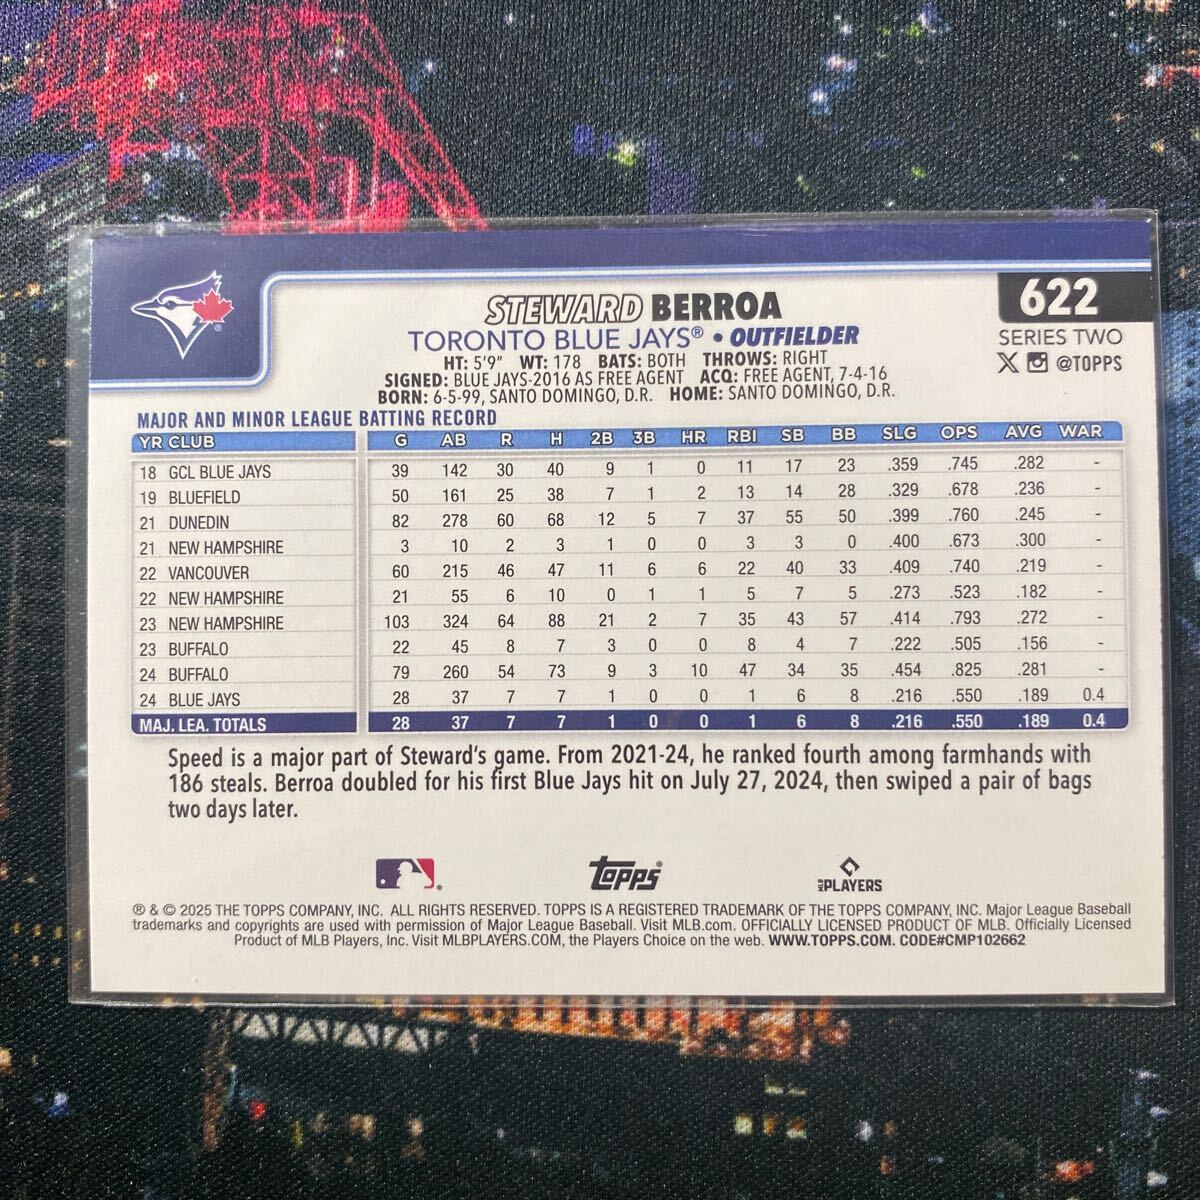 STEWARD BERROA
622
TORONTO BLUE JAYS® • OUTFIELDER
SERIES TWO
HT: 5'9" WT: 178 BATS: BOTH THROWS: RIGHT
@TOPPS
SIGNED: BLUE JAYS-2016 AS FREE AGENT ACQ: FREE AGENT, 7-4-16
BORN: 6-5-99, SANTO DOMINGO, D.R. HOME: SANTO DOMINGO, D.R.
MAJOR AND MINOR LEAGUE BATTING RECORD
YR CLUB G AB R H 2B 3B HR RBI SB BB SLG OPS AVG WAR
18 GCL BLUE JAYS 39 142 30 40 9 1 0 11 17 23 .359 .745 .282 -
19 BLUEFIELD 50 161 25 38 7 1 2 13 14 28 .329 .678 .236 -
21 DUNEDIN 82 278 60 68 12 5 7 37 55 50 .399 .760 .245 -
21 NEW HAMPSHIRE 3 10 2 3 1 0 0 3 3 0 .400 .673 .300 -
22 VANCOUVER 60 215 46 47 11 6 6 22 40 33 .409 .740 .219 -
22 NEW HAMPSHIRE 21 55 6 10 0 1 1 5 7 5 .273 .523 .182 -
23 NEW HAMPSHIRE 103 324 64 88 21 2 7 35 43 57 .414 .793 .272 -
23 BUFFALO 22 45 8 7 3 0 0 8 4 7 .222 .505 .156 -
24 BUFFALO 79 260 54 73 9 3 10 47 34 35 .454 .825 .281 -
24 BLUE JAYS 28 37 7 7 1 0 0 1 6 8 .216 .550 .189 0.4
MAJ. LEA. TOTALS 28 37 7 7 1 0 0 1 6 8 .216 .550 .189 0.4
Speed is a major part of Steward's game. From 2021-24, he ranked fourth among farmhands with
186 steals. Berroa doubled for his first Blue Jays hit on July 27, 2024, then swiped a pair of bags
two days later.
topps®
MLB PLAYERS
® & © 2025 THE TOPPS COMPANY, INC. ALL RIGHTS RESERVED. TOPPS IS A REGISTERED TRADEMARK OF THE TOPPS COMPANY, INC. Major League Baseball
trademarks and copyrights are used with permission of Major League Baseball. Visit MLB.com. OFFICIALLY LICENSED PRODUCT OF MLB. Officially Licensed
Product of MLB Players, Inc. Visit MLBPLAYERS.COM, the Players Choice on the web. WWW.TOPPS.COM. CODE#CMP102662